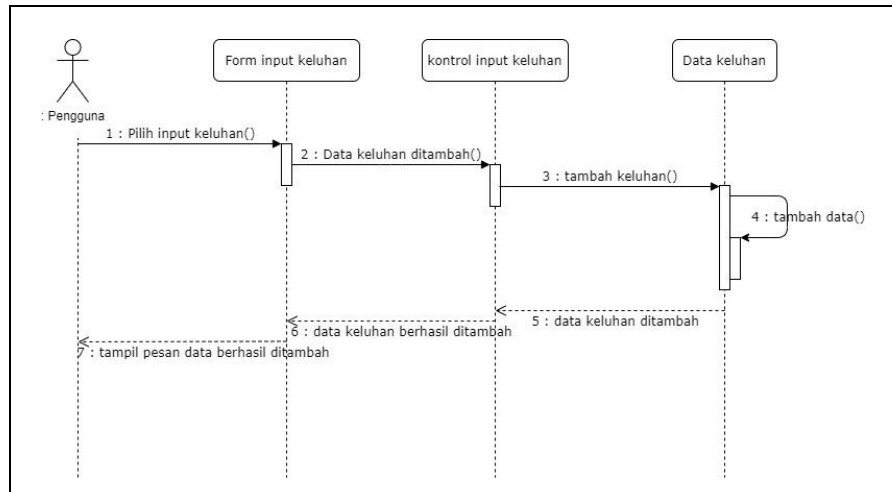 Form input keluhan
kontrol input keluhan
Data keluhan
: Pengguna
1 : Pilih input keluhan()
2 : Data keluhan ditambah()
3 : tambah keluhan()
4 : tambah data()
5 : data keluhan ditambah
6 : data keluhan berhasil ditambah
7 : tampil pesan data berhasil ditambah